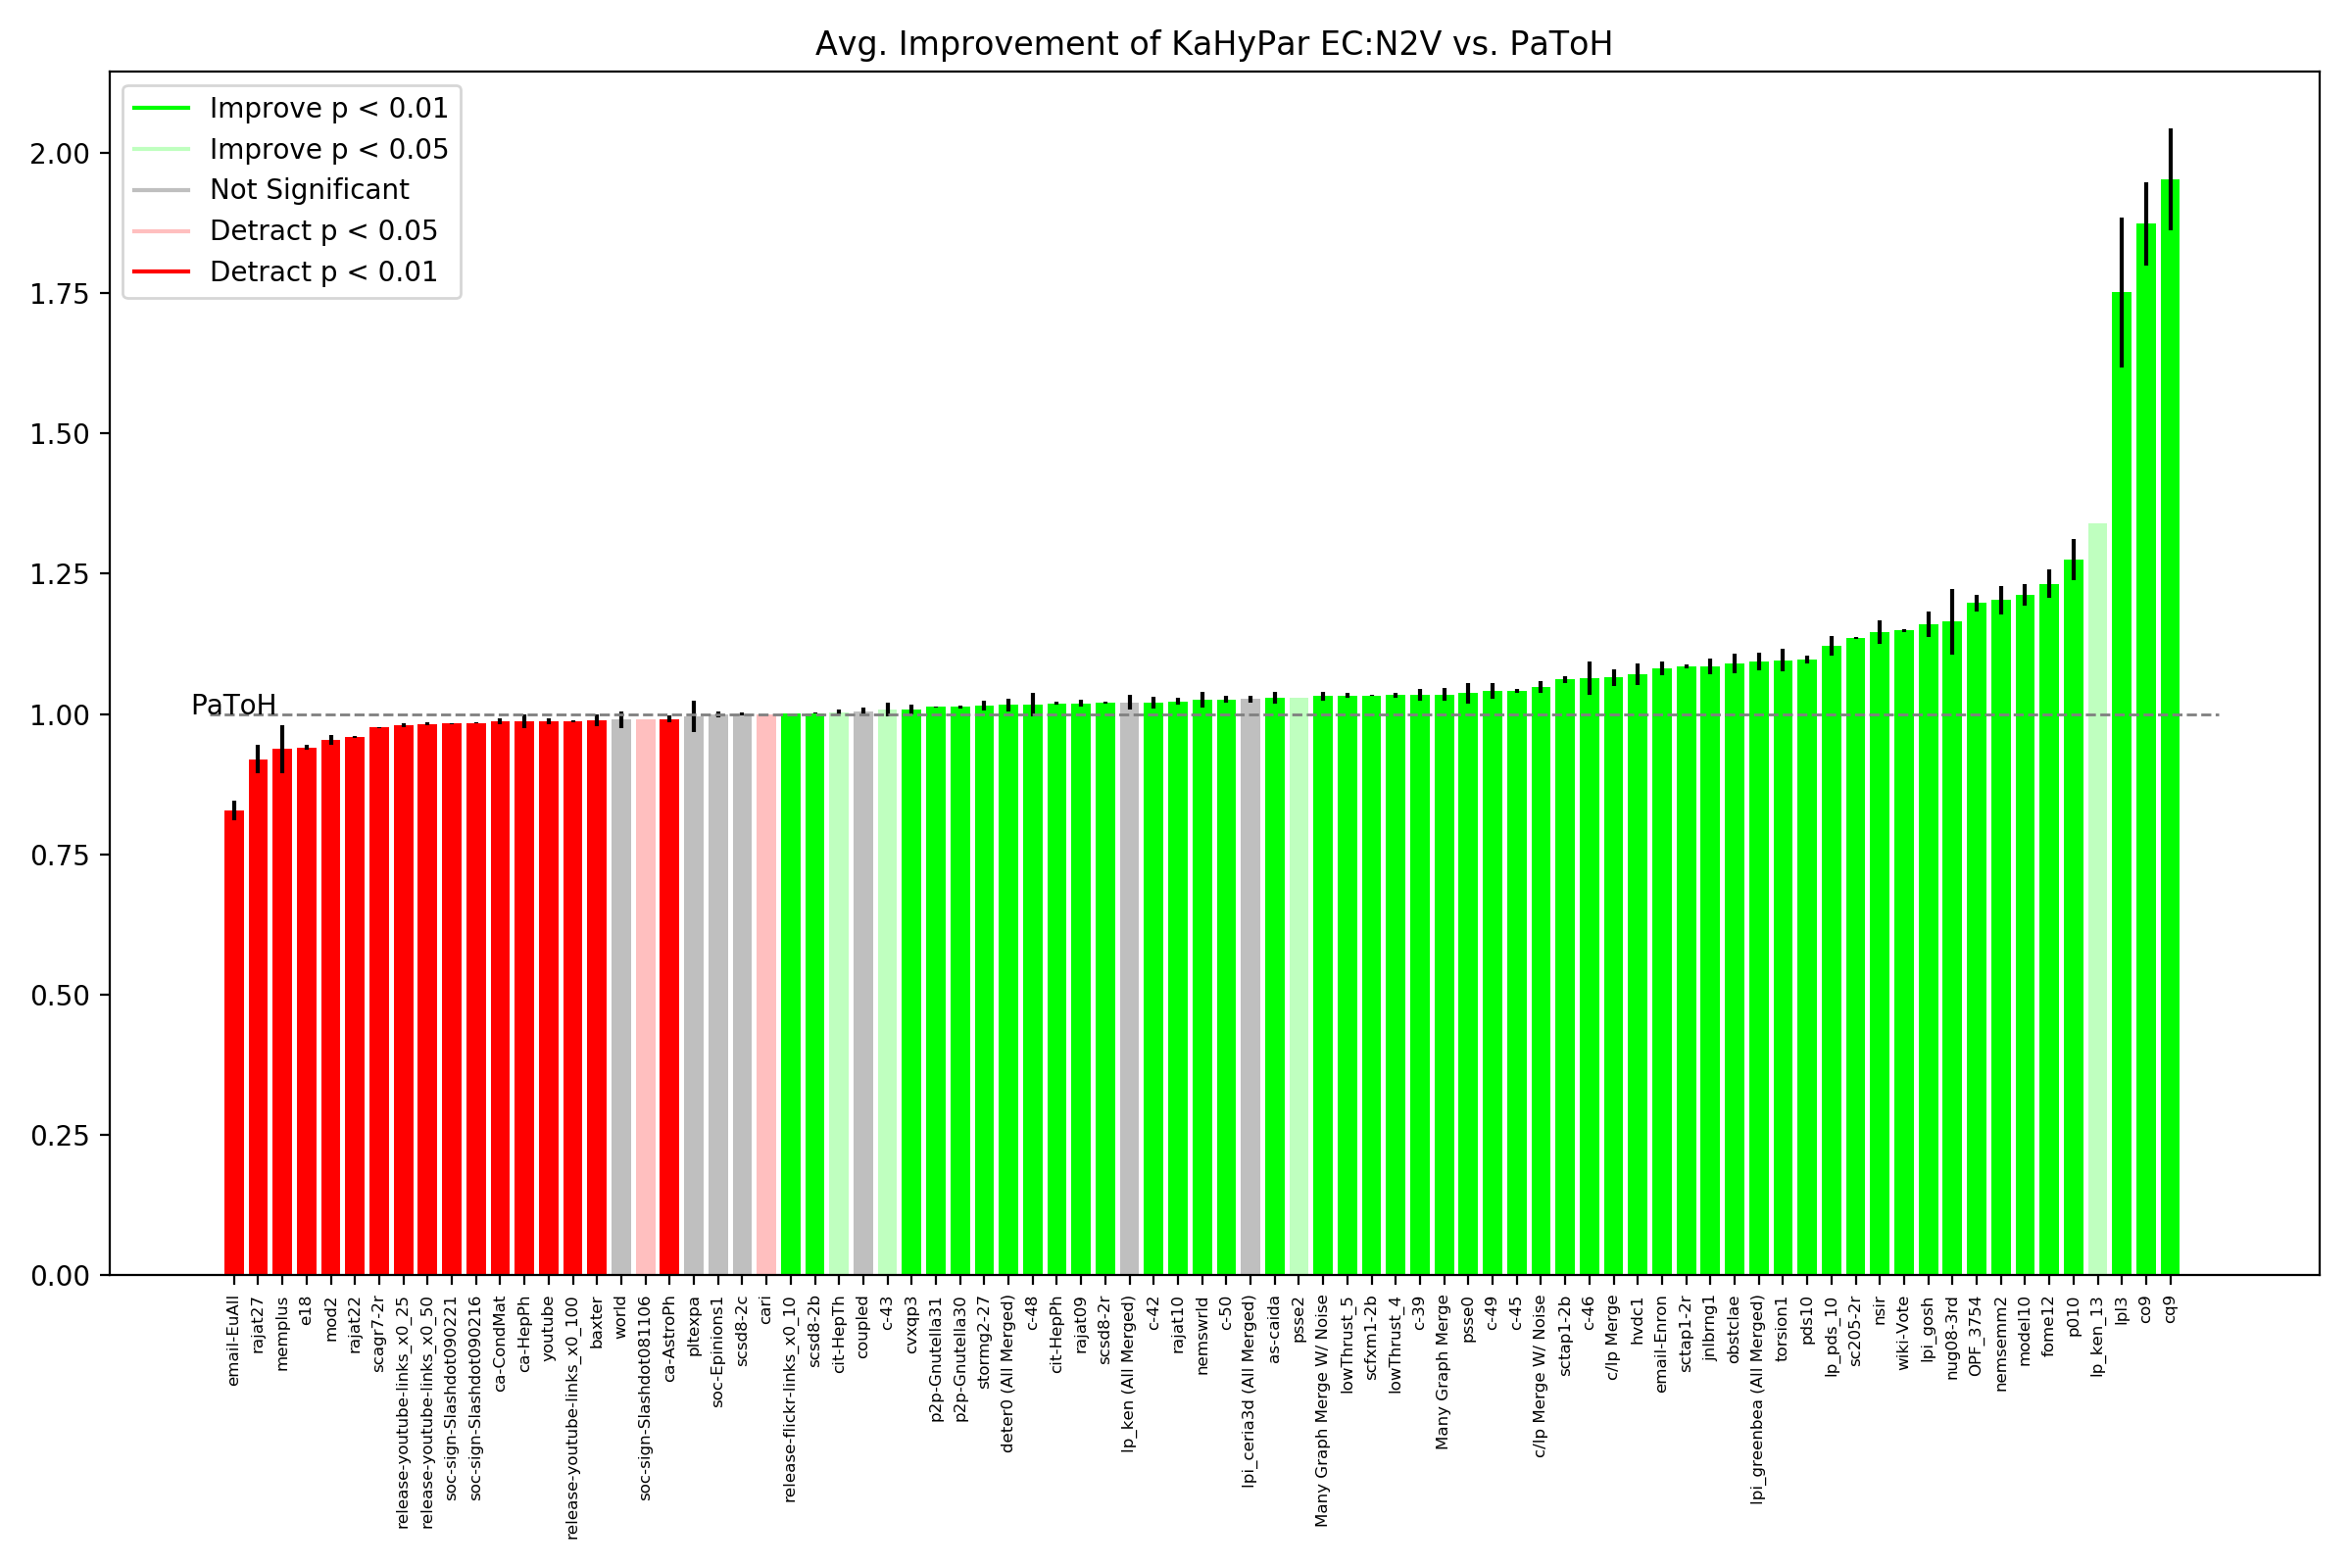 Avg. Improvement of KaHyPar EC:N2V vs. PaToH
Improve p < 0.01
Improve p < 0.05
Not Significant
Detract p < 0.05
Detract p < 0.01
2.00
1.75
1.50
1.25
1.00
0.75
0.50
0.25
0.00
PaToH
email-EuAll
rajat27
memplus
e18
mod2
rajat22
scagr7-2r
release-youtube-links_x0_25
release-youtube-links_x0_50
soc-sign-Slashdot090221
soc-sign-Slashdot090216
ca-CondMat
ca-HepPh
youtube
release-youtube-links_x0_100
baxter
world
soc-sign-Slashdot081106
ca-AstroPh
pltexpa
soc-Epinions1
scsd8-2c
cari
release-flickr-links_x0_10
scsd8-2b
cit-HepTh
coupled
c-43
cvxqp3
p2p-Gnutella31
p2p-Gnutella30
stormg2-27
deter0 (All Merged)
c-48
cit-HepPh
rajat09
scsd8-2r
lp_ken (All Merged)
c-42
rajat10
nemswrld
c-50
lpi_ceria3d (All Merged)
as-caida
psse2
Many Graph Merge W/ Noise
lowThrust_5
scfxm1-2b
lowThrust_4
c-39
Many Graph Merge
psse0
c-49
c-45
c/lp Merge W/ Noise
sctap1-2b
c-46
c/lp Merge
hvdc1
email-Enron
sctap1-2r
jnlbrng1
obstclae
lpi_greenbea (All Merged)
torsion1
pds10
lp_pds_10
sc205-2r
nsir
wiki-Vote
lpi_gosh
nug08-3rd
OPF_3754
nemsemm2
model10
fome12
p010
lp_ken_13
lpl3
co9
cq9